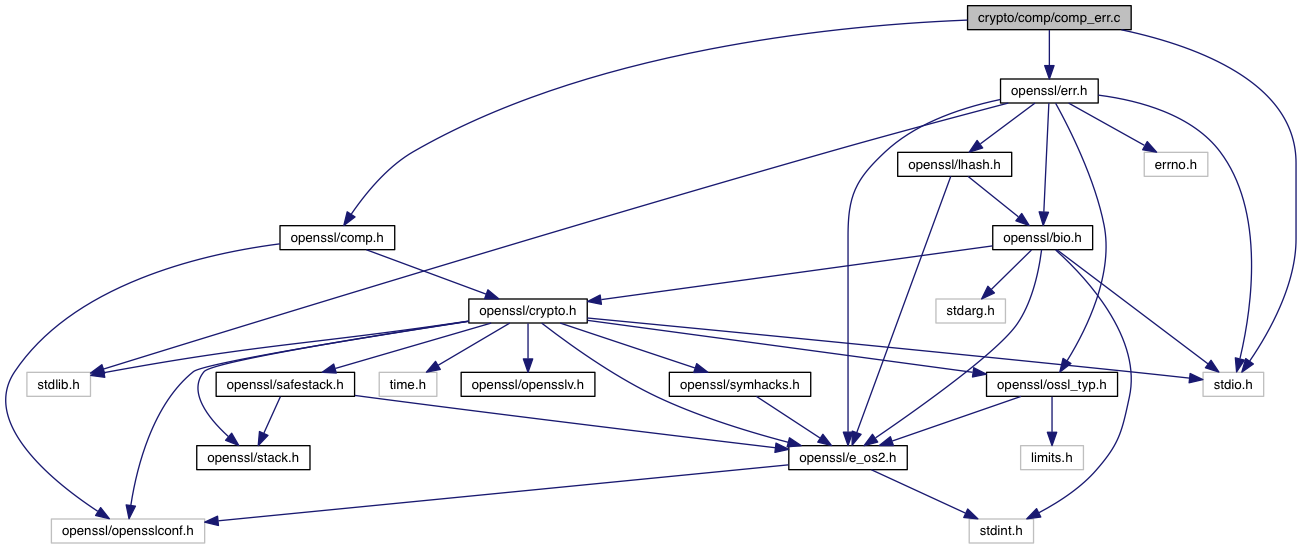 crypto/comp/comp_err.c
openssl/err.h
openssl/lhash.h
errno.h
openssl/comp.h
openssl/bio.h
openssl/crypto.h
stdarg.h
stdlib.h
openssl/safestack.h
time.h
openssl/opensslv.h
openssl/symhacks.h
openssl/ossl_typ.h
stdio.h
openssl/stack.h
openssl/e_os2.h
limits.h
openssl/opensslconf.h
stdint.h